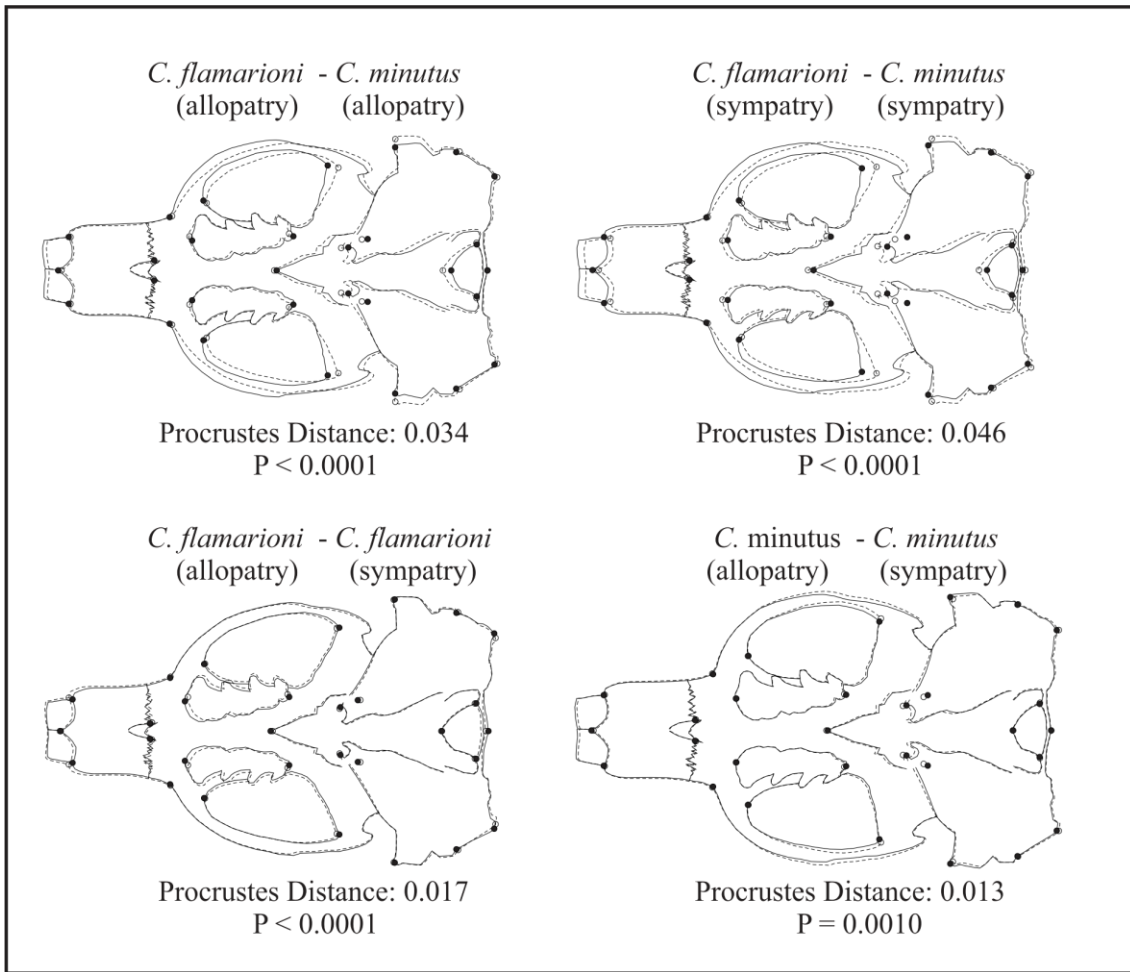 C. flamarioni - C. minutus
(allopatry) (allopatry)
Procrustes Distance: 0.034
P < 0.0001
C. flamarioni - C. minutus
(sympatry) (sympatry)
Procrustes Distance: 0.046
P < 0.0001
C. flamarioni - C. flamarioni
(allopatry) (sympatry)
Procrustes Distance: 0.017
P < 0.0001
C. minutus - C. minutus
(allopatry) (sympatry)
Procrustes Distance: 0.013
P = 0.0010